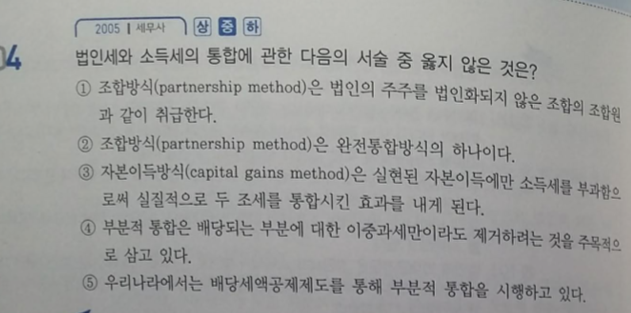 2005 | 세무사 상 중 하
04
법인세와 소득세의 통합에 관한 다음의 서술 중 옳지 않은 것은?
① 조합방식(partnership method)은 법인의 주주를 법인화되지 않은 조합의 조합원
과 같이 취급한다.
② 조합방식(partnership method)은 완전통합방식의 하나이다.
③ 자본이득방식(capital gains method)은 실현된 자본이득에만 소득세를 부과함으
로써 실질적으로 두 조세를 통합시킨 효과를 내게 된다.
④ 부분적 통합은 배당되는 부분에 대한 이중과세만이라도 제거하려는 것을 주목적으
로 삼고 있다.
⑤ 우리나라에서는 배당세액공제제도를 통해 부분적 통합을 시행하고 있다.